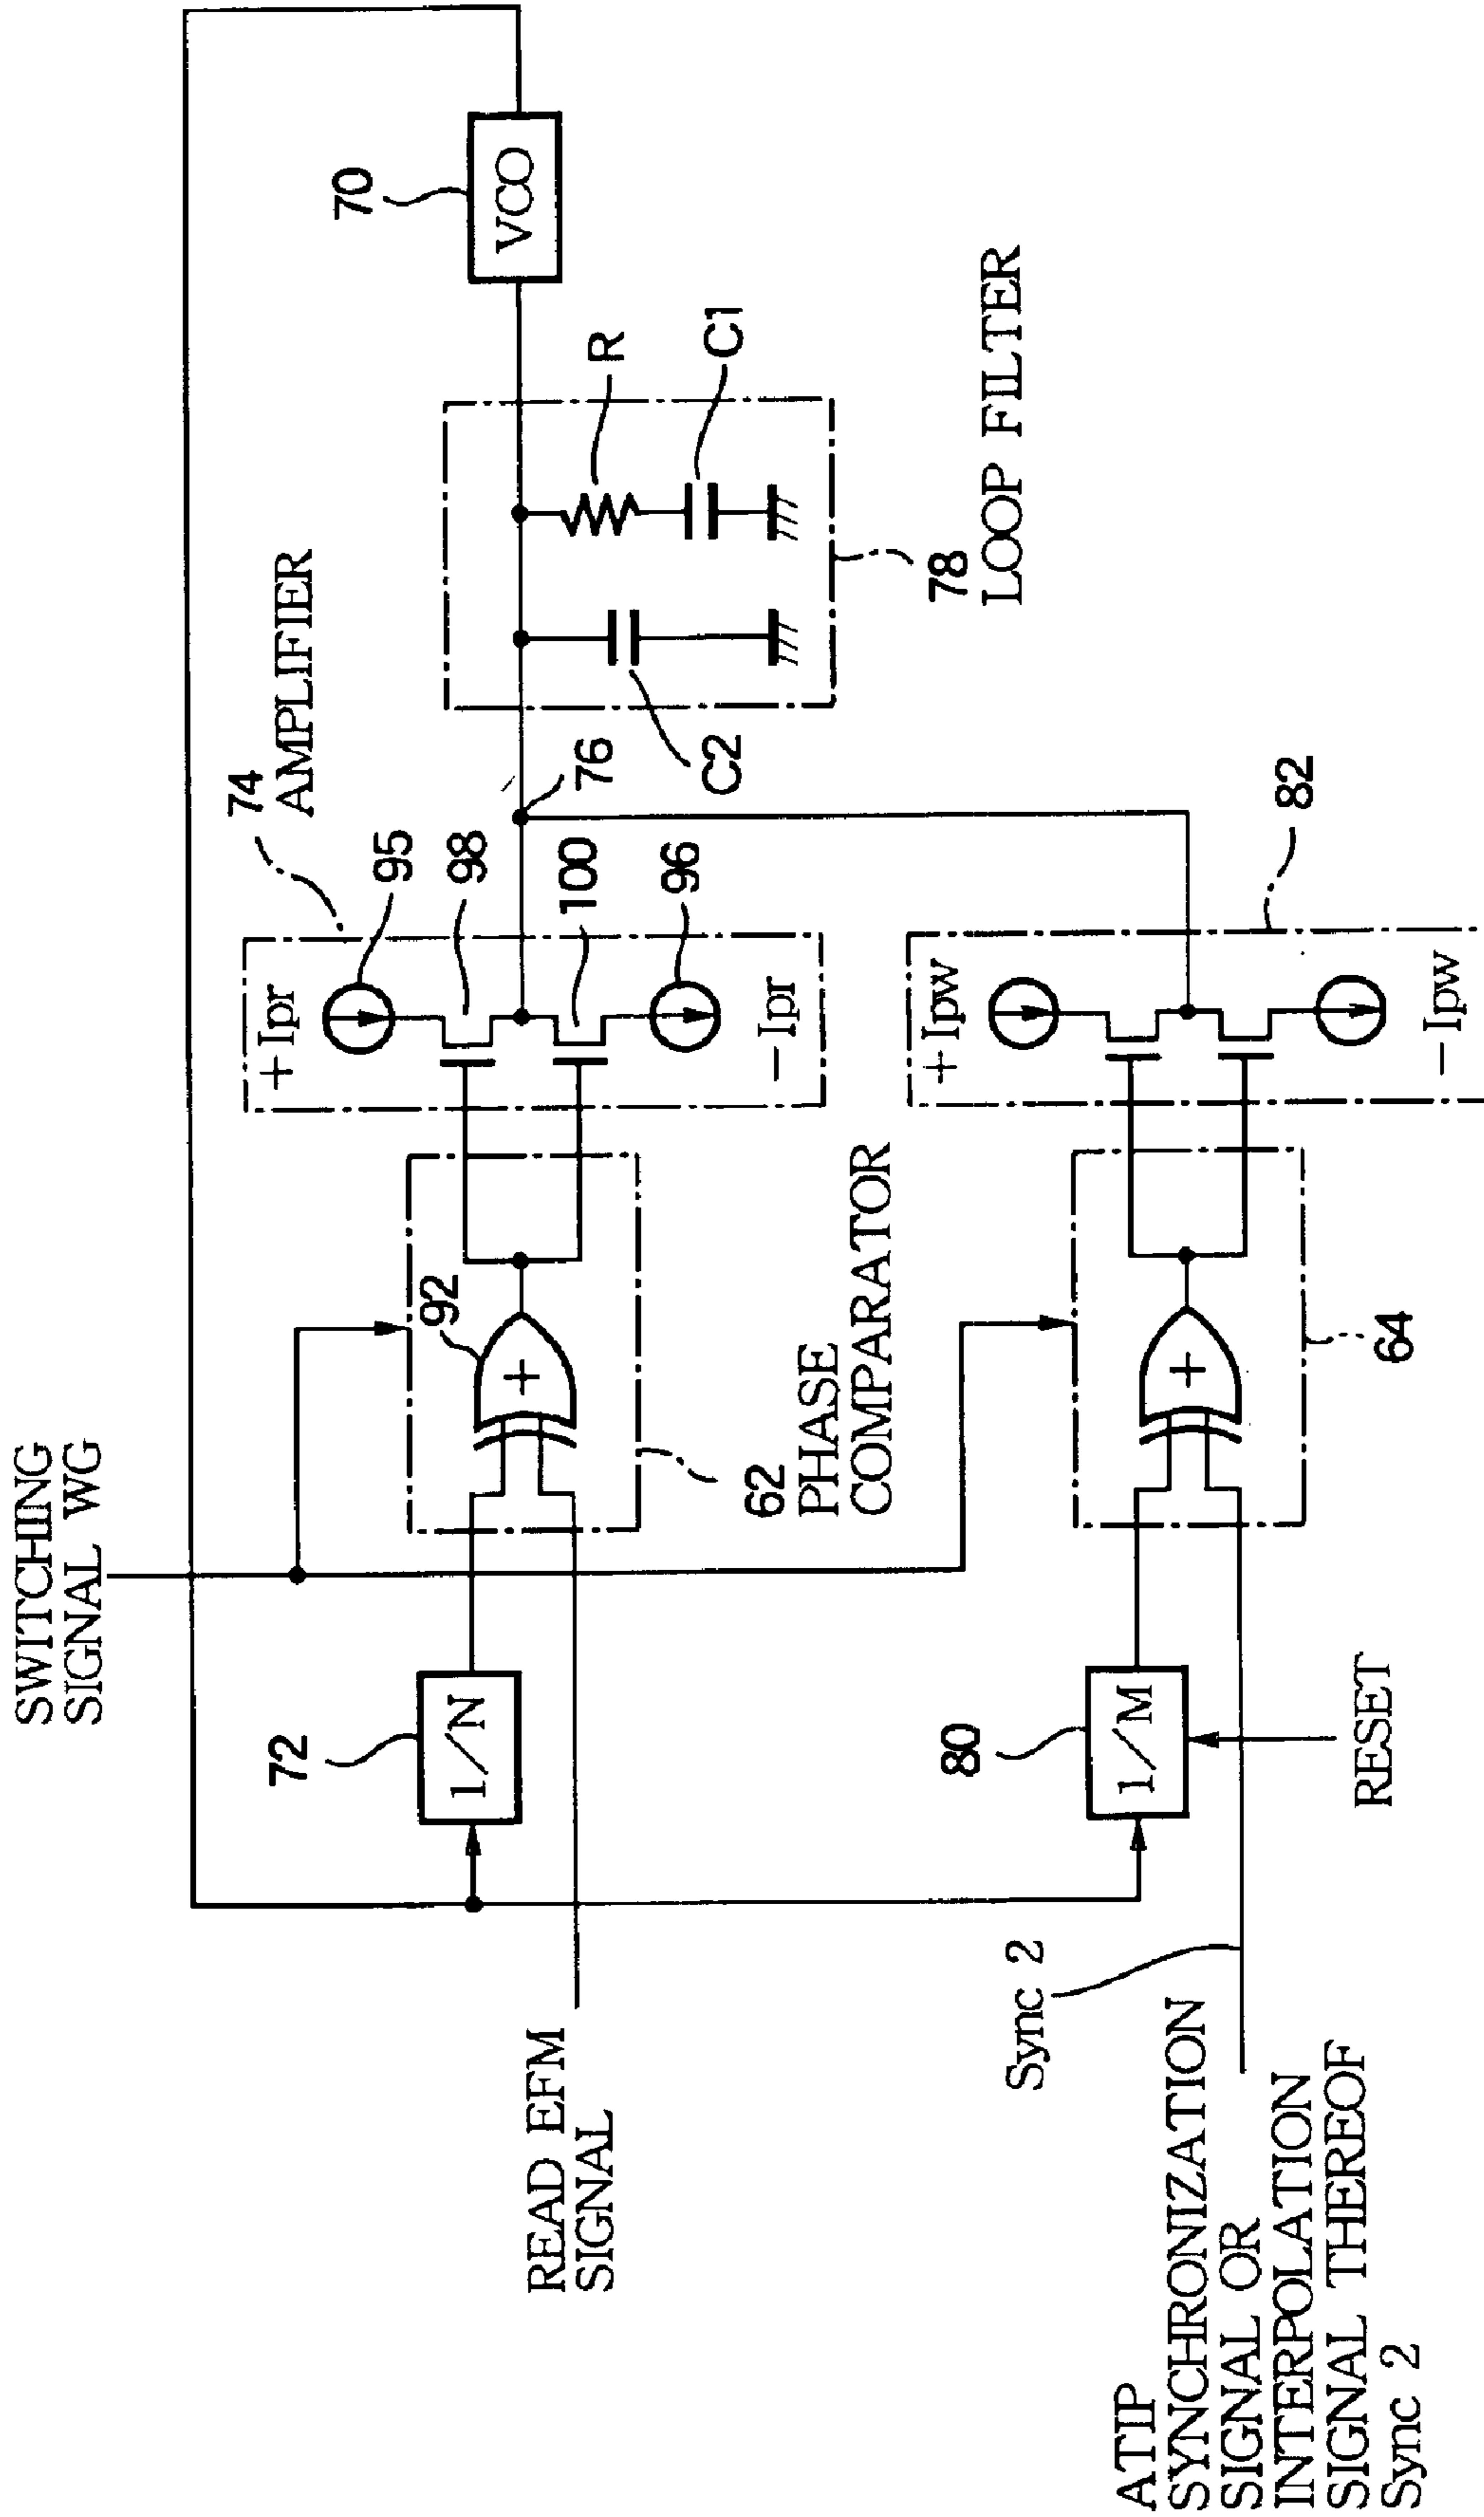 SWITCHING
SIGNAL WG
74
AMPLIFIER
70
VCO
72
1/N
92
+Ipr
95
98
100
96
-Ipr
76
R
C1
C2
78
LOOP FILTER
READ EFM
SIGNAL
62
PHASE
COMPARATOR
80
1/M
RESET
+Ipw
82
-Ipw
64
Sync 2
ATIP
SYNCHRONIZATION
SIGNAL OR
INTERPOLATION
SIGNAL THEREOF
Sync 2